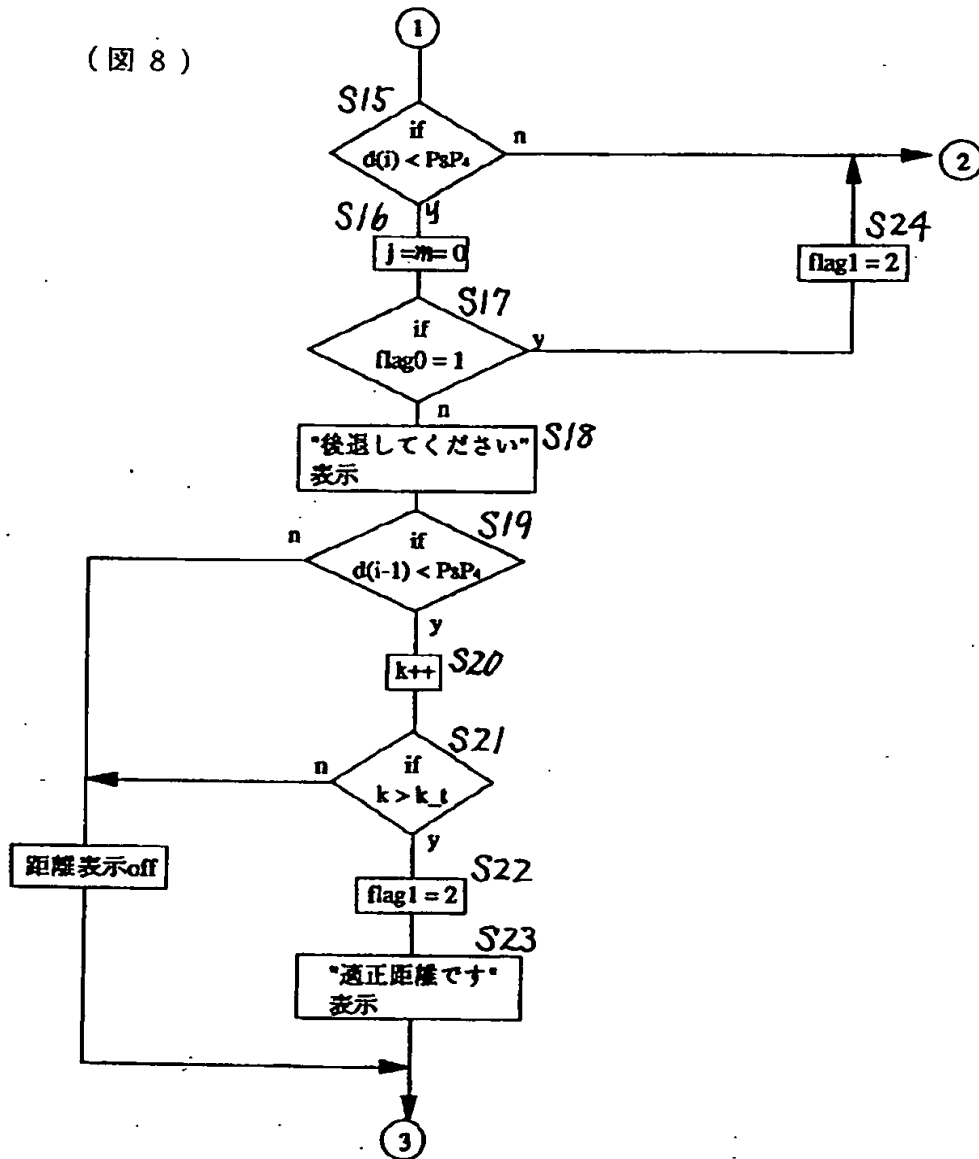 (図 8)
1
S15
if
d(i) < P3P4
n
2
y
S16
j = m = 0
S24
flag1 = 2
S17
if
flag0 = 1
y
n
"後退してください"
表示
S18
S19
n
if
d(i-1) < P3P4
y
k++
S20
S21
n
if
k > k_t
y
距離表示off
S22
flag1 = 2
S23
"適正距離です"
表示
3